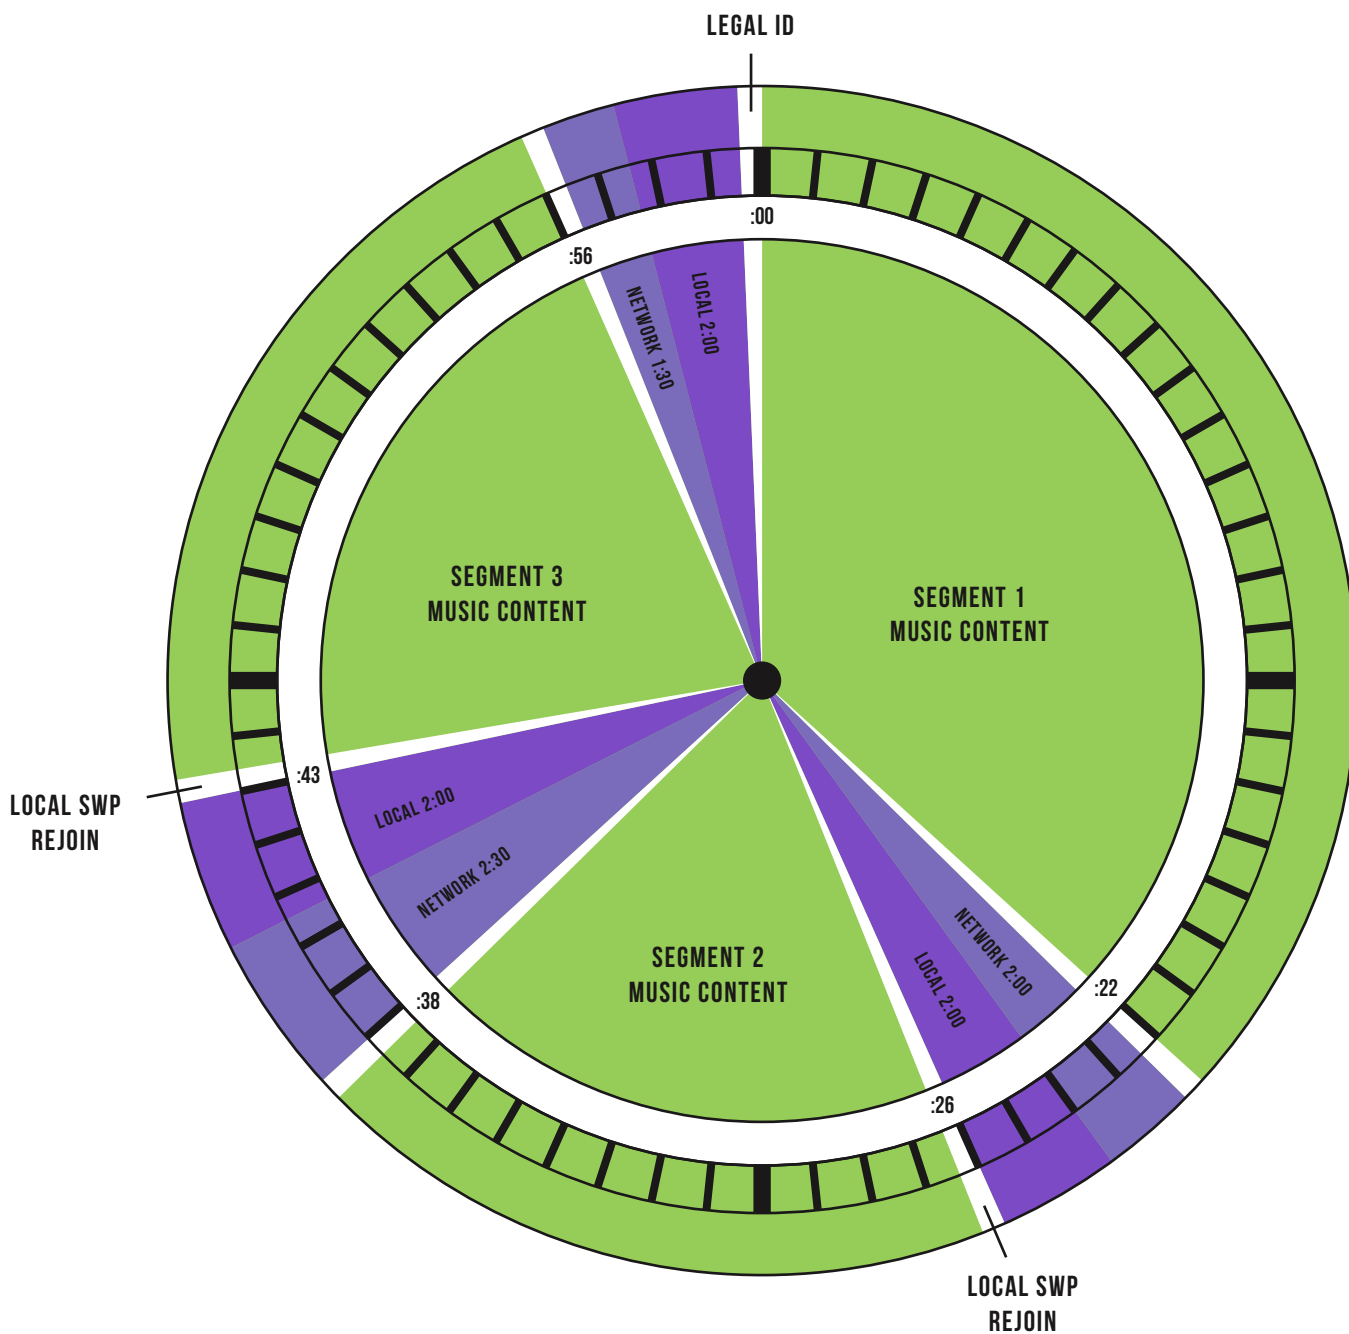 LEGAL ID
:00
:56
NETWORK 1:30
LOCAL 2:00
SEGMENT 3
MUSIC CONTENT
SEGMENT 1
MUSIC CONTENT
:43
LOCAL SWP
REJOIN
LOCAL 2:00
NETWORK 2:30
SEGMENT 2
MUSIC CONTENT
NETWORK 2:00
LOCAL 2:00
:38
:22
:26
LOCAL SWP
REJOIN